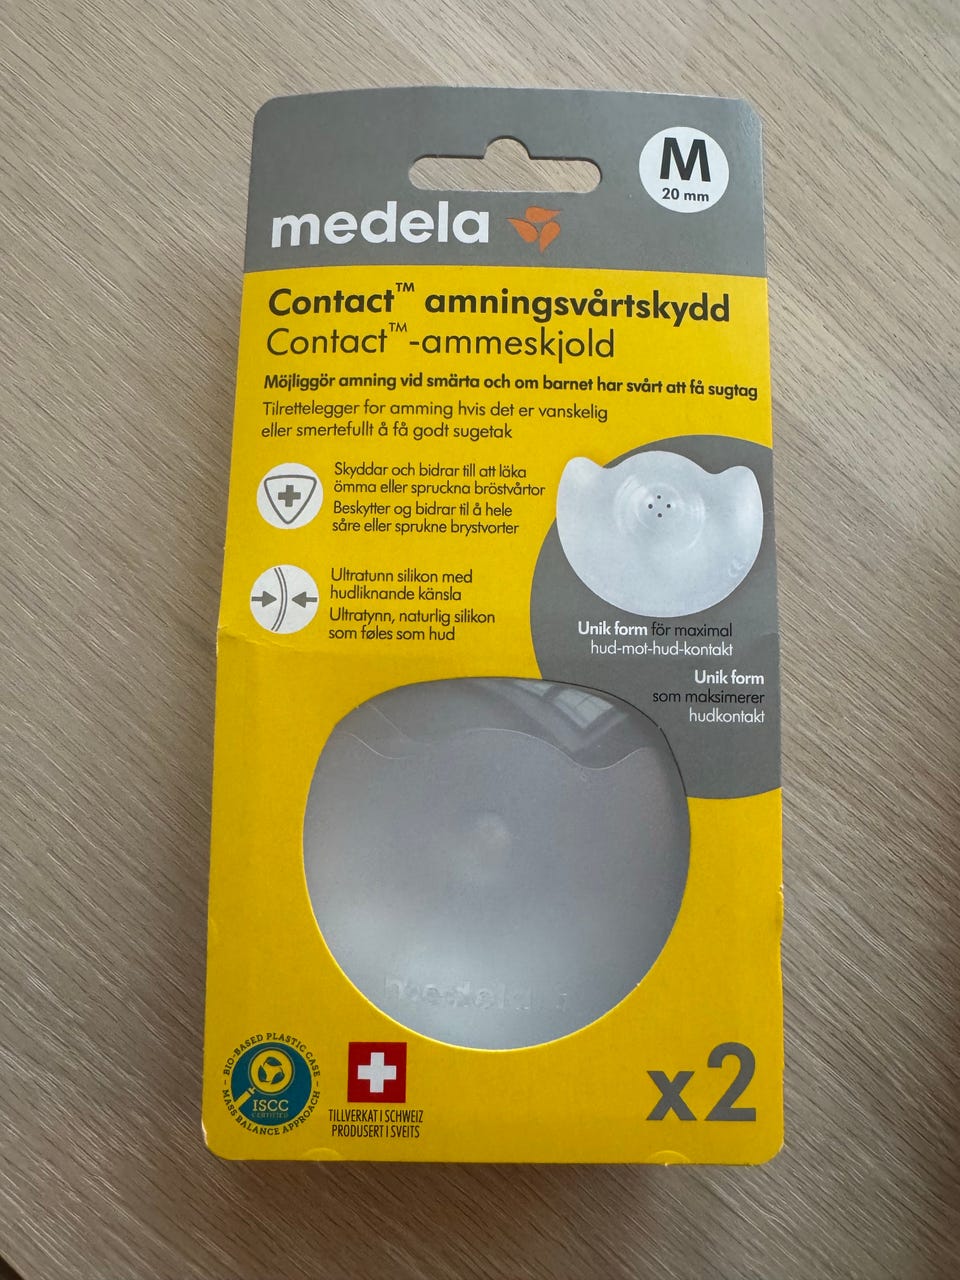 M
20 mm
medela
Contact™ amningsvårtskydd
Contact™-ammeskjold
Möjliggör amning vid smärta och om barnet har svårt att få sugtag
Tilrettelegger for amming hvis det er vanskelig
eller smertefullt å få godt sugetak
Skyddar och bidrar till att läka
ömma eller spruckna bröstvårtor
Beskytter og bidrar til å hele
såre eller sprukne brystvorter
Ultratunn silikon med
hudliknande känsla
Ultratynn, naturlig silikon
som føles som hud
Unik form för maximal
hud-mot-hud-kontakt
Unik form
som maksimerer
hudkontakt
medela
BIO-BASED PLASTIC CASE
ISCC
CERTIFIED
MASS BALANCE APPROACH
TILLVERKAT I SCHWEIZ
PRODUSERT I SVEITS
x2